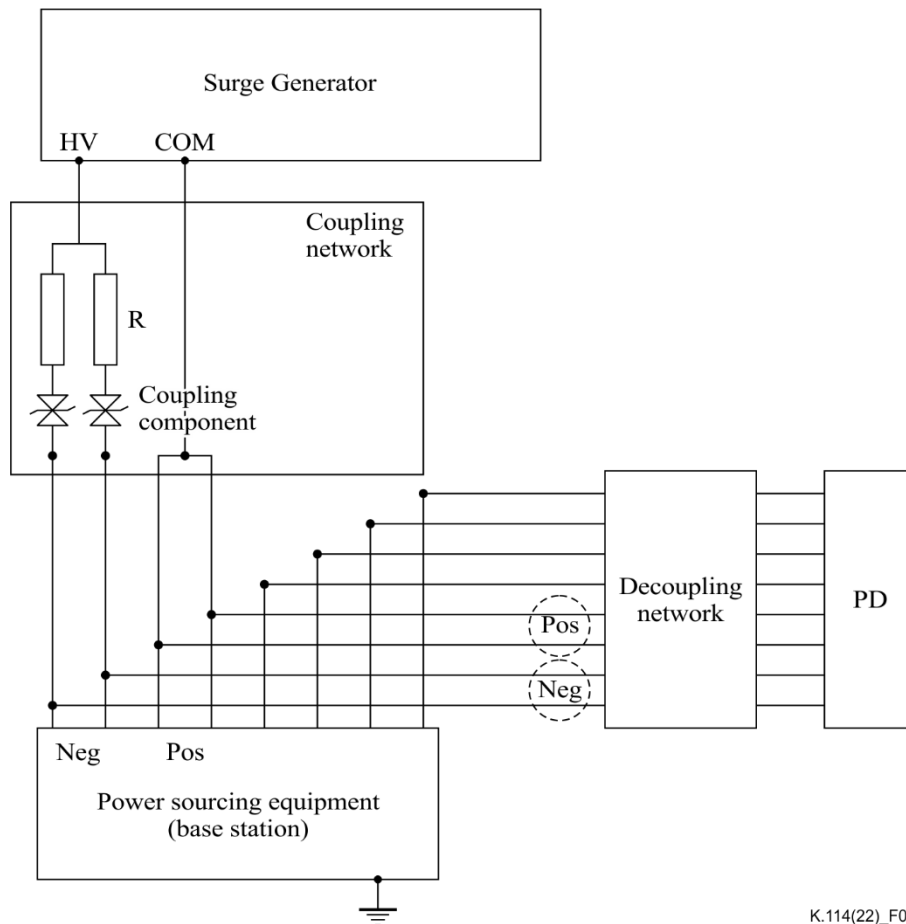 Surge Generator
HV
COM
Coupling
network
R
Coupling
component
Decoupling
network
PD
Pos
Neg
Neg
Pos
Power sourcing equipment
(base station)
K.114(22)_F0